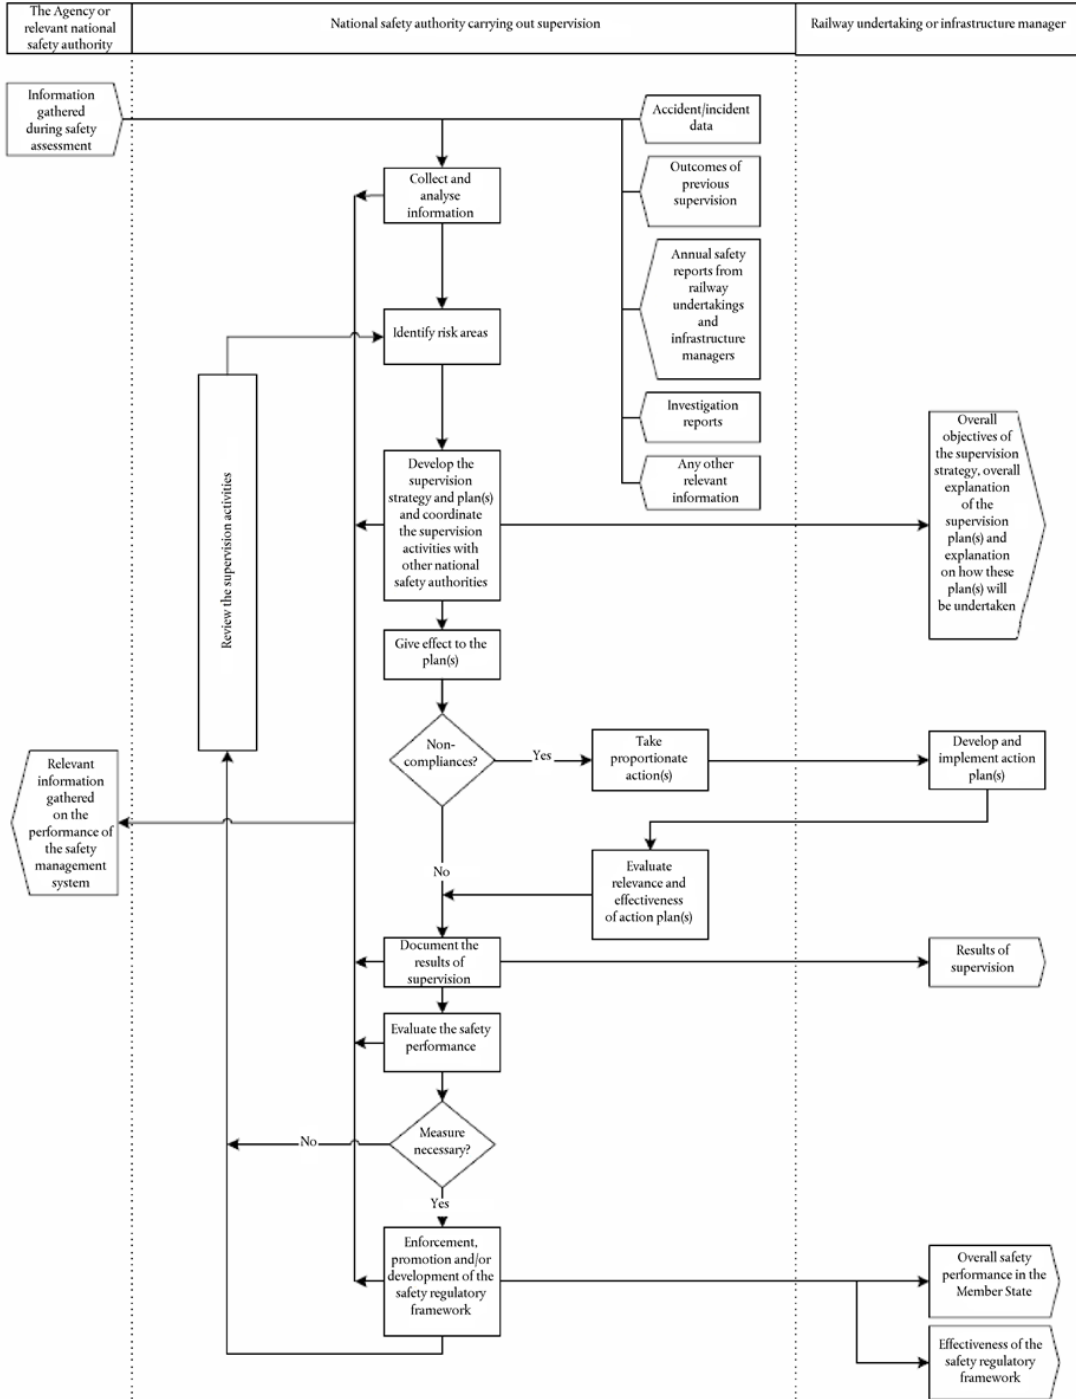 The Agency or
relevant national
safety authority
National safety authority carrying out supervision
Railway undertaking or infrastructure manager
Information
gathered
during safety
assessment
Accident/incident
data
Collect and
analyse
information
Outcomes of
previous
supervision
Annual safety
reports from
railway
undertakings
and
infrastructure
managers
Identify risk areas
Investigation
reports
Any other
relevant
information
Develop the
supervision
strategy and plan(s)
and coordinate
the supervision
activities with
other national
safety authorities
Overall
objectives of
the supervision
strategy, overall
explanation
of the
supervision
plan(s) and
explanation
on how these
plan(s) will
be undertaken
Review the supervision activities
Give effect to the
plan(s)
Non-
compliances?
Yes
Take
proportionate
action(s)
Develop and
implement action
plan(s)
Relevant
information
gathered
on the
performance of
the safety
management
system
No
Evaluate
relevance and
effectiveness
of action plan(s)
Document the
results of
supervision
Results of
supervision
Evaluate the safety
performance
Measure
necessary?
No
Yes
Enforcement,
promotion and/or
development of the
safety regulatory
framework
Overall safety
performance in the
Member State
Effectiveness of the
safety regulatory
framework